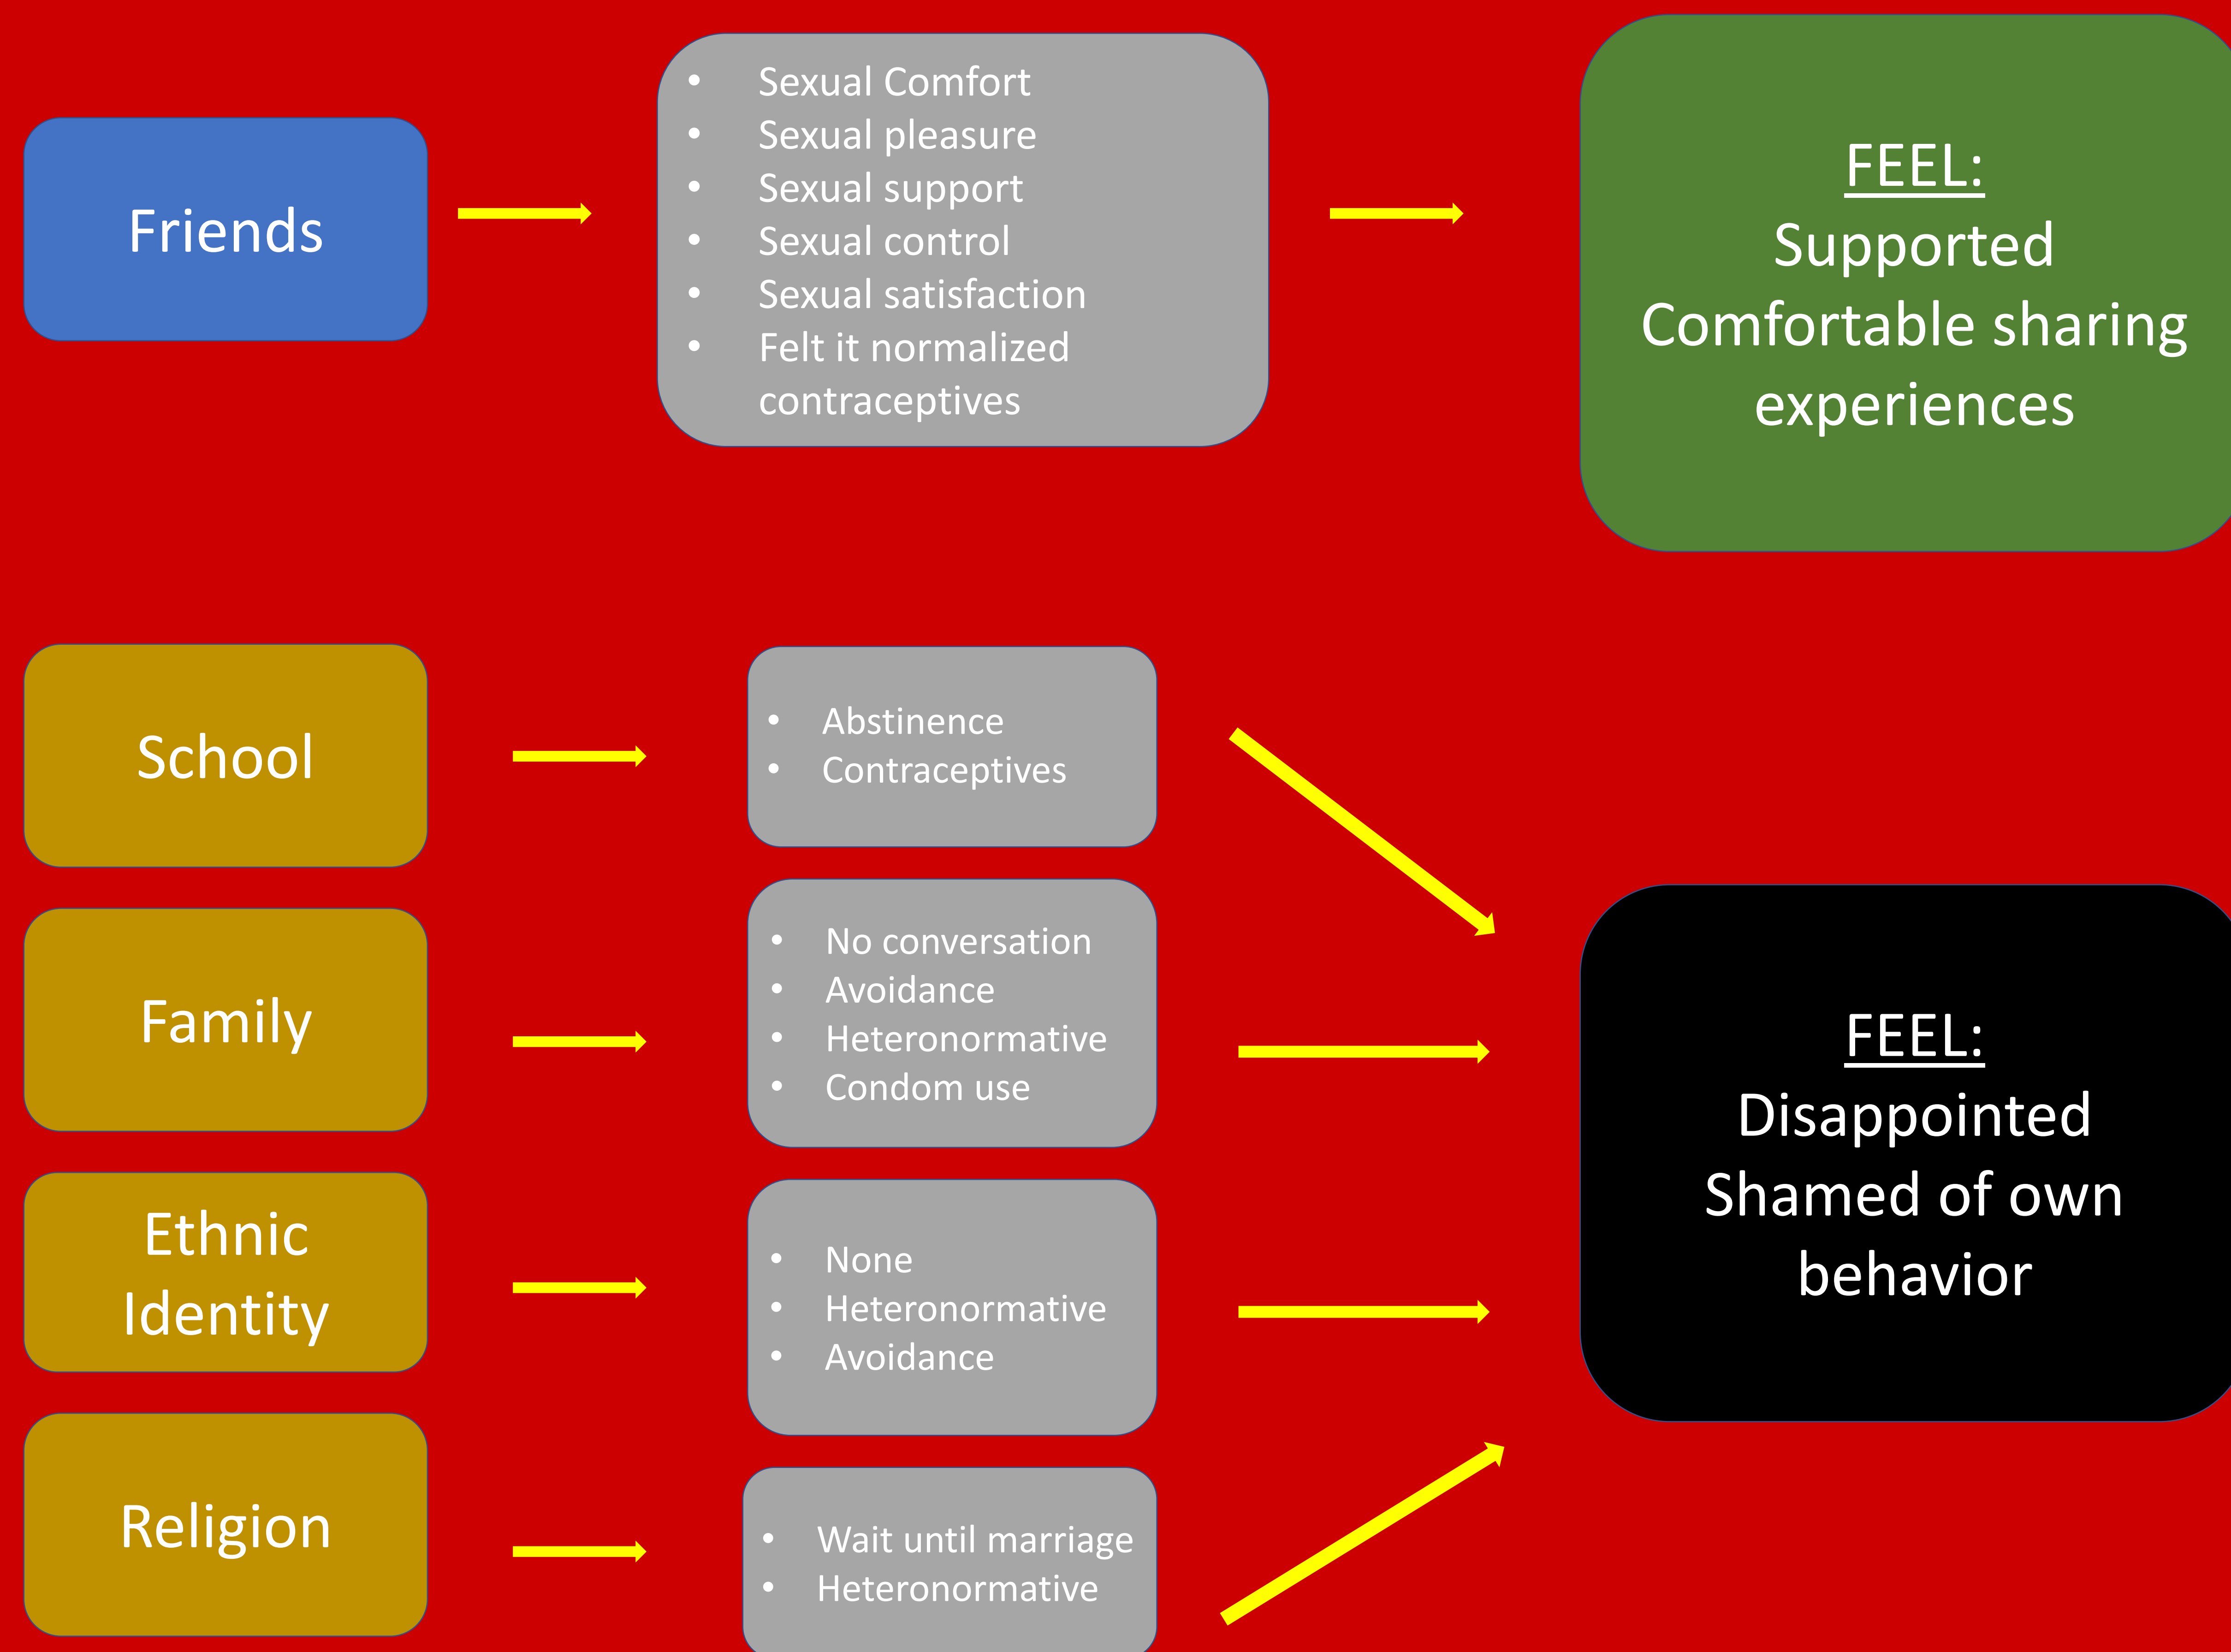 Friends
• Sexual Comfort
• Sexual pleasure
• Sexual support
• Sexual control
• Sexual satisfaction
• Felt it normalized
contraceptives
FEEL:
Supported
Comfortable sharing
experiences
School
• Abstinence
• Contraceptives
Family
• No conversation
• Avoidance
• Heteronormative
• Condom use
Ethnic
Identity
• None
• Heteronormative
• Avoidance
Religion
• Wait until marriage
• Heteronormative
FEEL:
Disappointed
Shamed of own
behavior